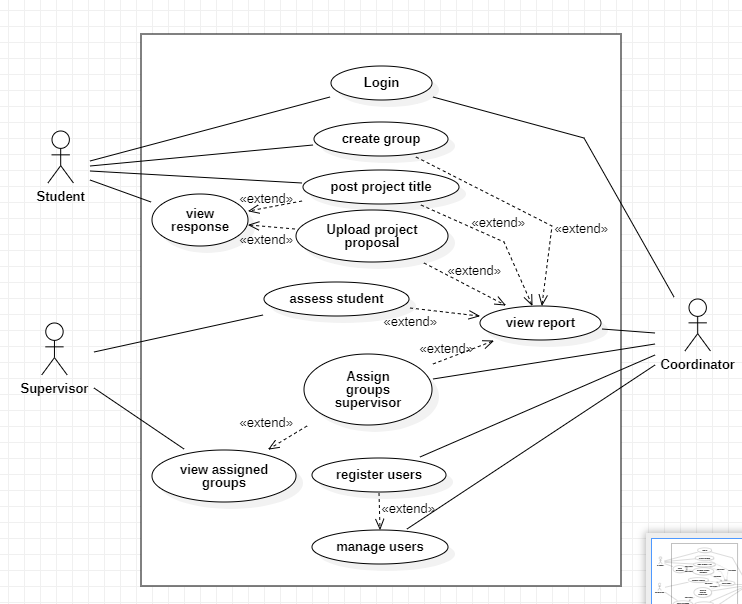 Login
create group
Student
post project title
«extend»
view
response
Upload project
proposal
«extend»
«extend»
«extend»
«extend»
assess student
«extend»
view report
Supervisor
Coordinator
«extend»
Assign
groups
supervisor
«extend»
view assigned
groups
register users
«extend»
manage users